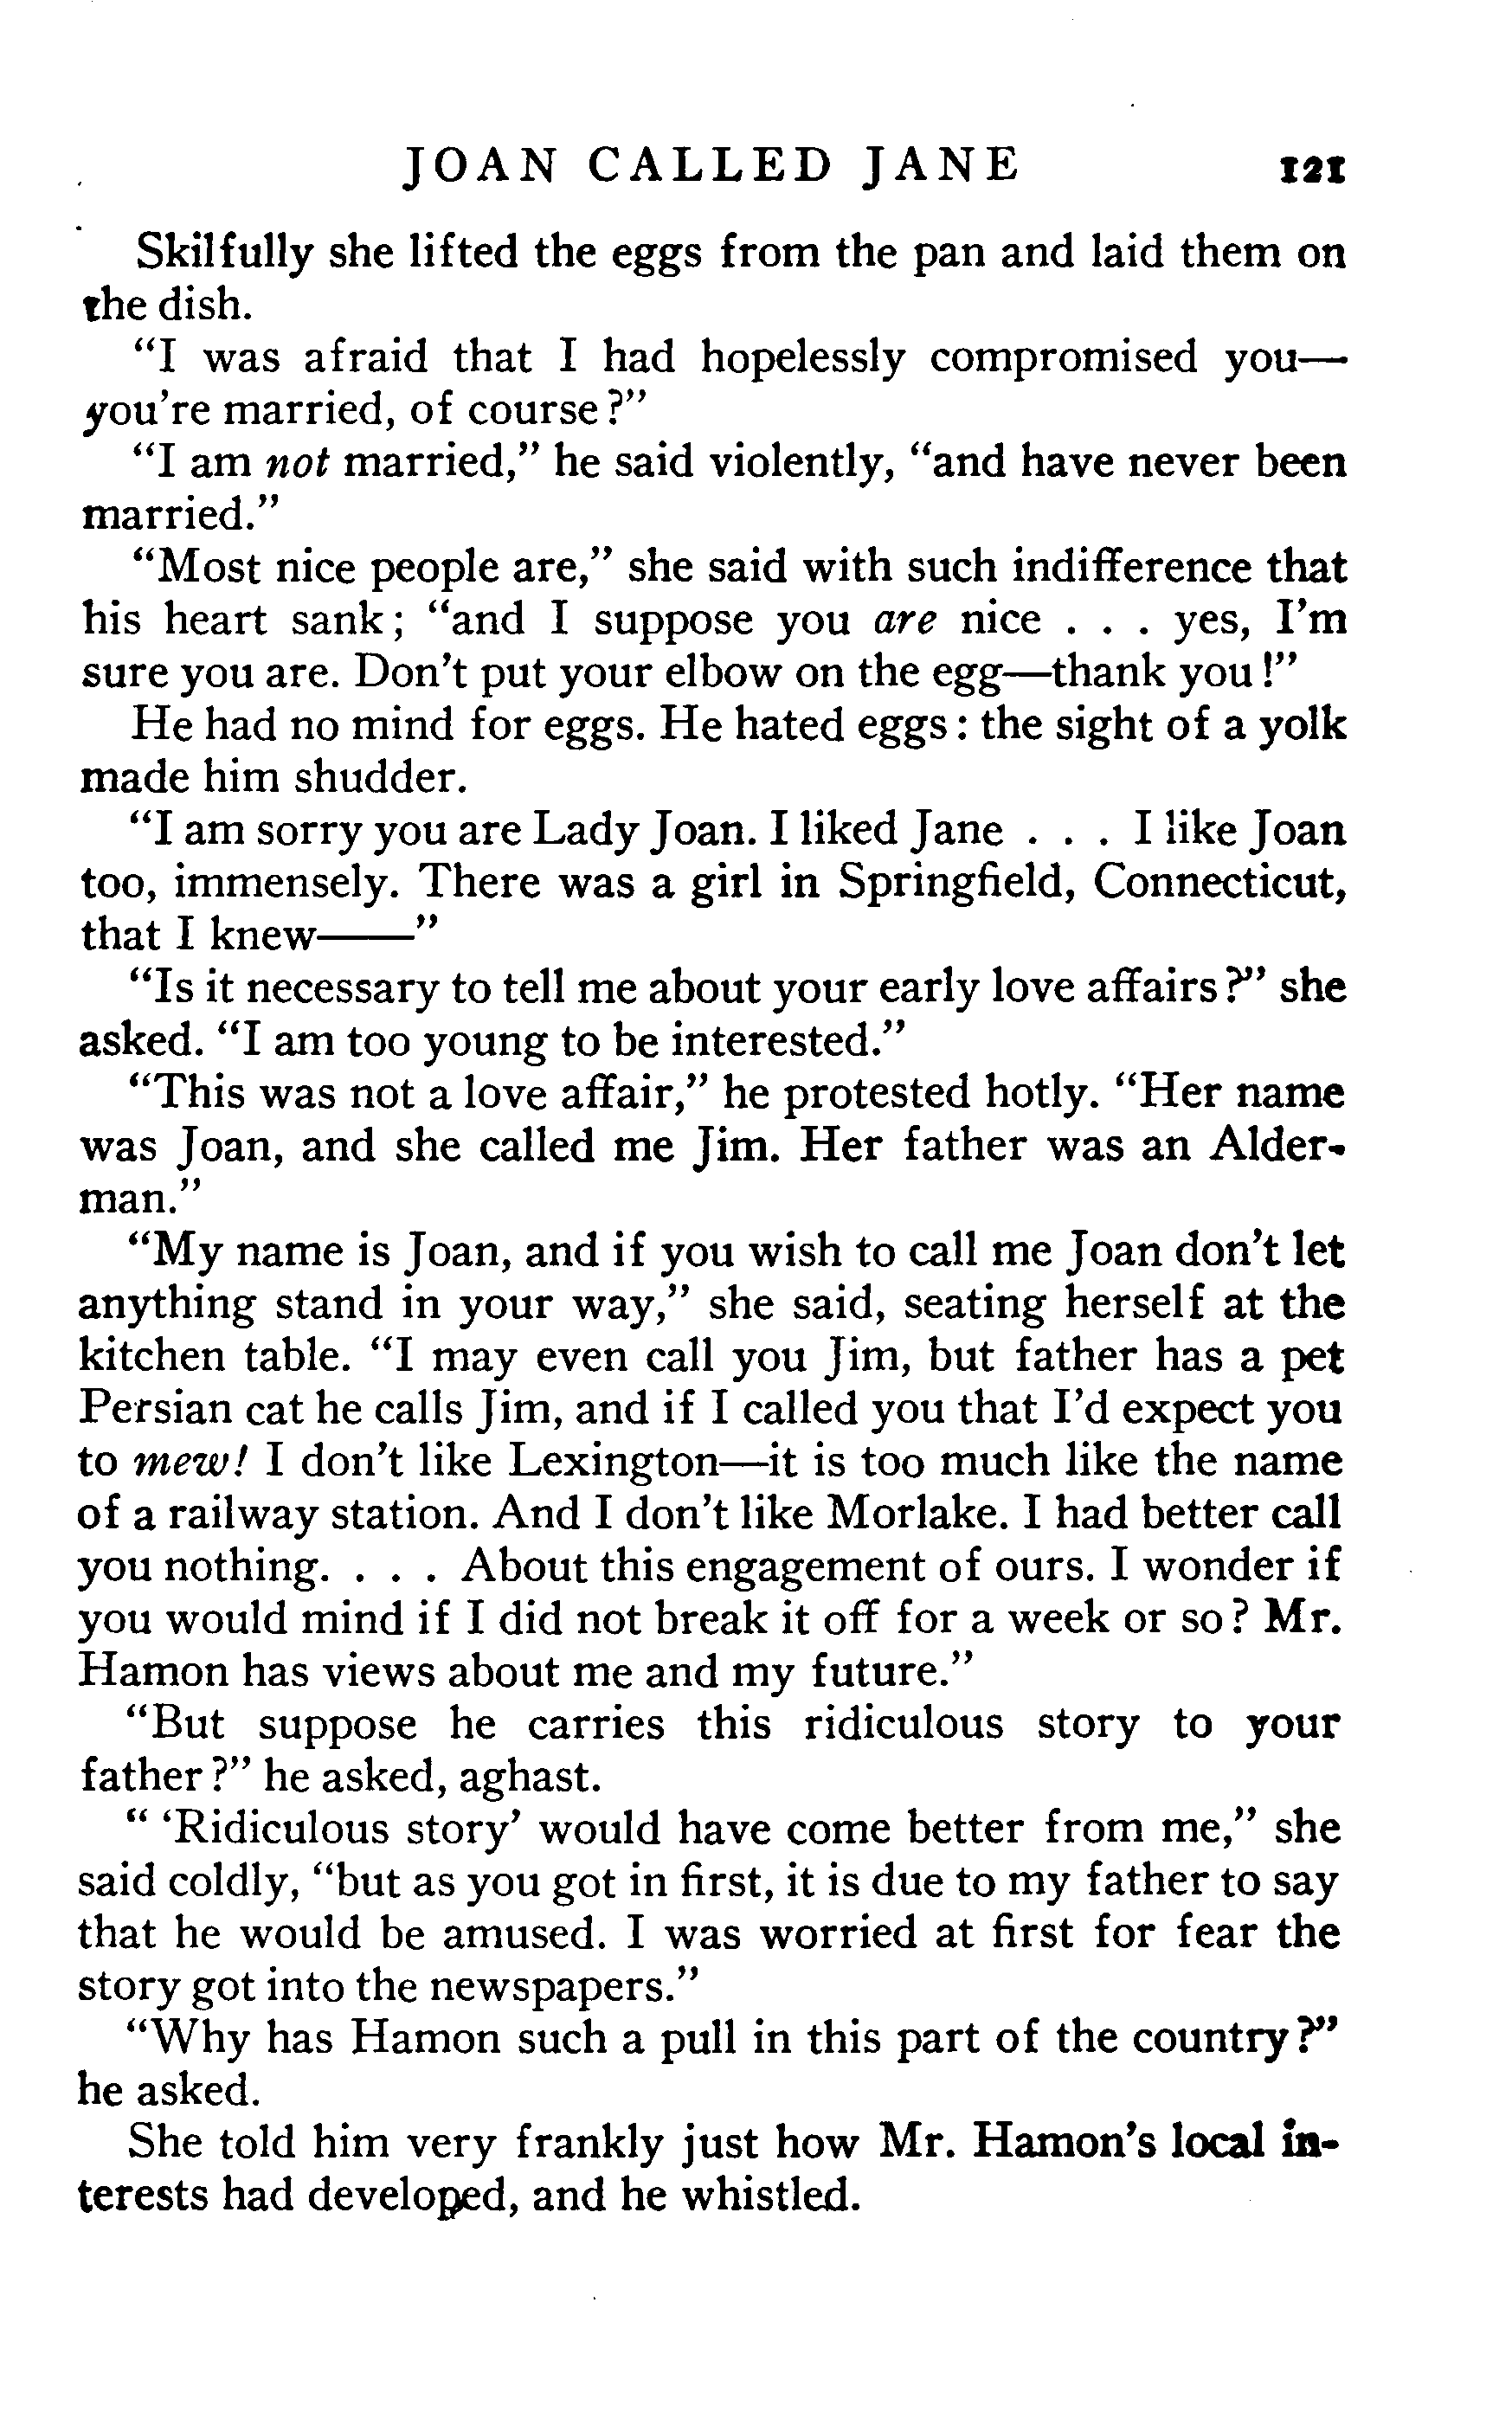 JOAN CALLED JANE 121
Skilfully she lifted the eggs from the pan and laid them on
the dish.
"I was afraid that I had hopelessly compromised you—
you're married, of course?"
"I am not married," he said violently, "and have never been
married."
"Most nice people are," she said with such indifference that
his heart sank; "and I suppose you are nice . . . yes, I'm
sure you are. Don't put your elbow on the egg—thank you!"
He had no mind for eggs. He hated eggs: the sight of a yolk
made him shudder.
"I am sorry you are Lady Joan. I liked Jane . . . I like Joan
too, immensely. There was a girl in Springfield, Connecticut,
that I knew——"
"Is it necessary to tell me about your early love affairs?" she
asked. "I am too young to be interested."
"This was not a love affair," he protested hotly. "Her name
was Joan, and she called me Jim. Her father was an Alder-
man."
"My name is Joan, and if you wish to call me Joan don't let
anything stand in your way," she said, seating herself at the
kitchen table. "I may even call you Jim, but father has a pet
Persian cat he calls Jim, and if I called you that I'd expect you
to mew! I don't like Lexington—it is too much like the name
of a railway station. And I don't like Morlake. I had better call
you nothing. . . . About this engagement of ours. I wonder if
you would mind if I did not break it off for a week or so? Mr.
Hamon has views about me and my future."
"But suppose he carries this ridiculous story to your
father?" he asked, aghast.
" 'Ridiculous story' would have come better from me," she
said coldly, "but as you got in first, it is due to my father to say
that he would be amused. I was worried at first for fear the
story got into the newspapers."
"Why has Hamon such a pull in this part of the country?"
he asked.
She told him very frankly just how Mr. Hamon's local in-
terests had developed, and he whistled.